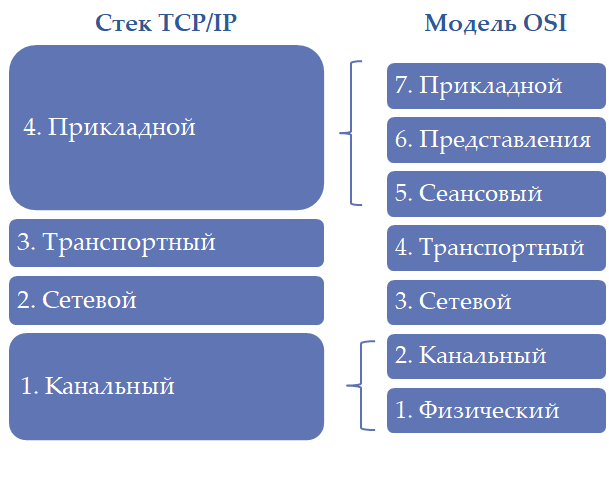 Стек TCP/IP
4. Прикладной
3. Транспортный
2. Сетевой
1. Канальный
Модель OSI
7. Прикладной
6. Представления
5. Сеансовый
4. Транспортный
3. Сетевой
2. Канальный
1. Физический